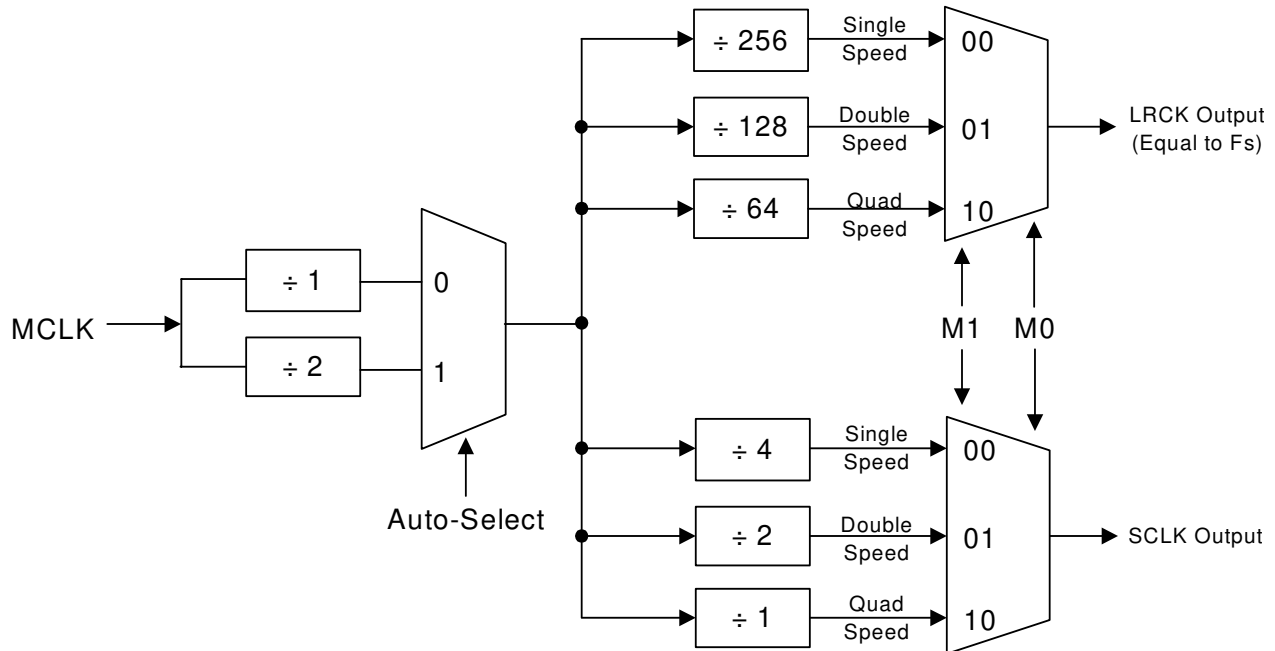 ÷ 256
Single
Speed
00
÷ 128
Double
Speed
01
LRCK Output
(Equal to Fs)
÷ 64
Quad
Speed
10
MCLK
÷ 1
0
÷ 2
1
Auto-Select
M1
M0
÷ 4
Single
Speed
00
÷ 2
Double
Speed
01
SCLK Output
÷ 1
Quad
Speed
10